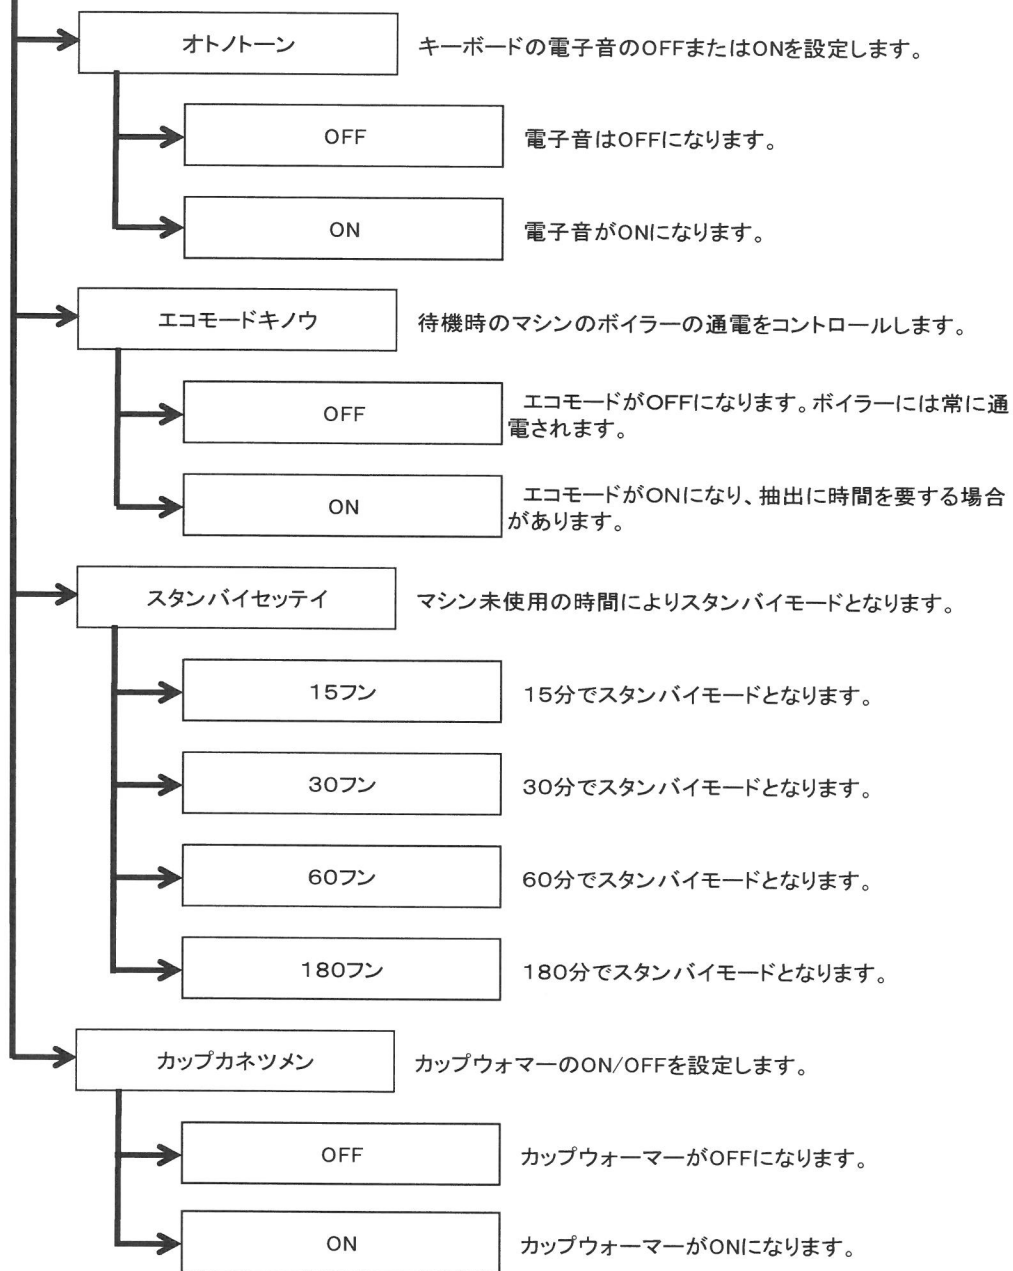 オトノトーン キーボードの電子音のOFFまたはONを設定します。
OFF 電子音はOFFになります。
ON 電子音がONになります。
エコモードキノウ 待機時のマシンのボイラーの通電をコントロールします。
OFF エコモードがOFFになります。ボイラーには常に通
電されます。
ON エコモードがONになり、抽出に時間を要する場合
があります。
スタンバイセッテイ マシン未使用の時間によりスタンバイモードとなります。
15フン 15分でスタンバイモードとなります。
30フン 30分でスタンバイモードとなります。
60フン 60分でスタンバイモードとなります。
180フン 180分でスタンバイモードとなります。
カップカネツメン カップウォマーのON/OFFを設定します。
OFF カップウォーマーがOFFになります。
ON カップウォーマーがONになります。